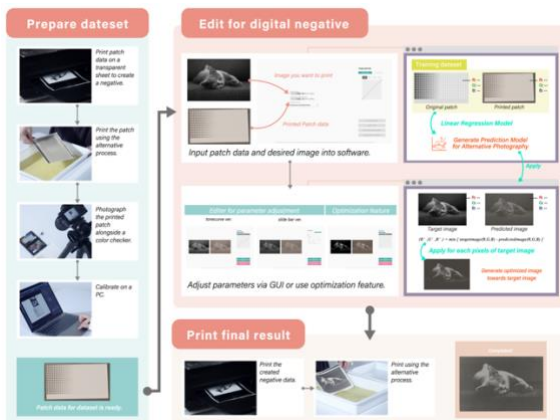 Prepare dateset
Print patch
data on a
transparent
sheet to create
a negative.
Print the patch
using the
alternative
process.
Photograph
the printed
patch
alongside a
color checker.
Calibrate on a
PC.
Patch date for dateset is ready.
Edit for digital negative
Image you want to print
Printed Patch data
Input patch data and desired image into software.
Editor for parameter adjustment
Optimization feature
Adjust parameters via GUI or use optimization feature.
Training dataset
Original patch
Printed patch
Linear Regression Model
Generate Prediction Model
for Alternative Photography
Apply
Target image
Predicted image
Apply for each pixels of target image
Generate optimized image
towards target image
Print final result
Print the
created
negative data.
Print using the
alternative
process.